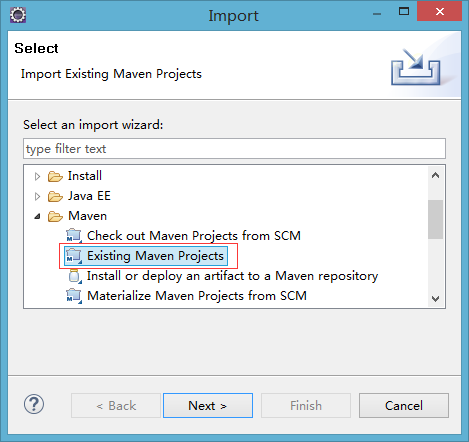 Import
Select
Import Existing Maven Projects
Select an import wizard:
type filter text
Install
Java EE
Maven
Check out Maven Projects from SCM
Existing Maven Projects
Install or deploy an artifact to a Maven repository
Materialize Maven Projects from SCM
? < Back Next > Finish Cancel